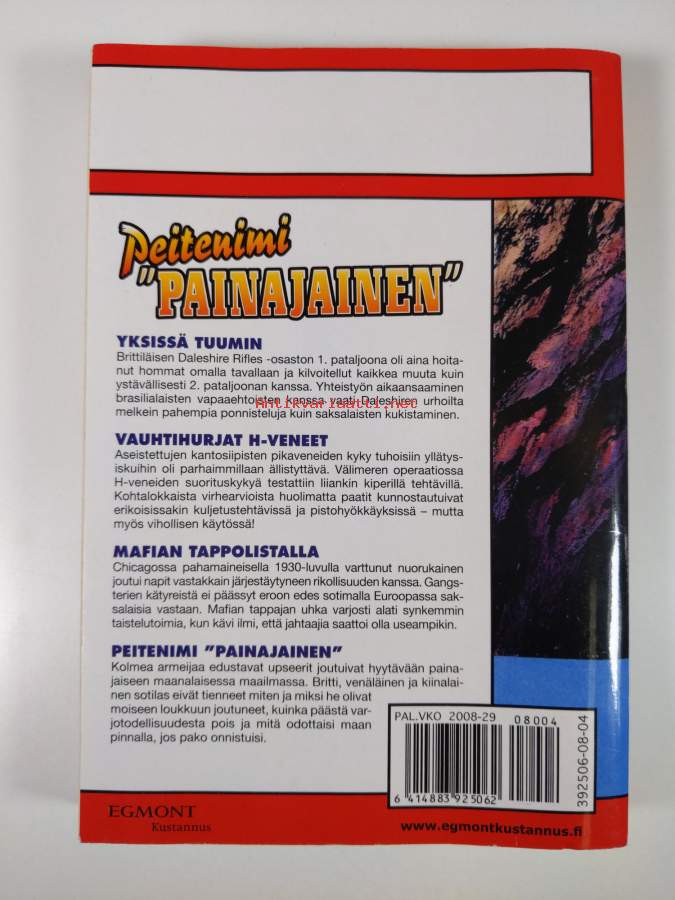 Peitenimi
"PAINAJAINEN"
YKSISSÄ TUUMIN
Brittiläisen Daleshire Rifles -osaston 1. pataljoona oli aina hoita-
nut hommat omalla tavallaan ja kilvoitellut kaikkea muuta kuin
ystävällisesti 2. pataljoonan kanssa. Yhteistyön aikaansaaminen
brasilialaisten vapaaehtoisten kanssa vaati Daleshiren urhoilta
Antikvariaatti.net
melkein pahempia ponnisteluja kuin saksalaisten kukistaminen.
VAUHTIHURJAT H-VENEET
Aseistettujen kantosiipisten pikaveneiden kyky tuhoisiin yllätys-
iskuihin oli parhaimmillaan ällistyttävä. Välimeren operaatiossa
H-veneiden suorituskykyä testattiin liiankin kiperillä tehtävillä.
Kohtalokkaista virhearvioista huolimatta paatit kunnostautuivat
erikoisissakin kuljetustehtävissä ja pistohyökkäyksissä – mutta
myös vihollisen käytössä!
MAFIAN TAPPOLISTALLA
Chicagossa pahamaineisella 1930-luvulla varttunut nuorukainen
joutui napit vastakkain järjestäytyneen rikollisuuden kanssa. Gangs-
terien kätyreistä ei päässyt eroon edes sotimalla Euroopassa sak-
salaisia vastaan. Mafian tappajan uhka varjosti alati synkemmin
taistelutoimia, kun kävi ilmi, että jahtaajia saattoi olla useampikin.
PEITENIMI "PAINAJAINEN"
Kolmea armeijaa edustavat upseerit joutuivat hyytävään paina-
jaiseen maanalaisessa maailmassa. Britti, venäläinen ja kiinalai-
nen sotilas eivät tienneet miten ja miksi he olivat
moiseen loukkuun joutuneet, kuinka päästä var-
jotodellisuudesta pois ja mitä odottaisi maan
pinnalla, jos pako onnistuisi.
PAL.VKO 2008-29
08004
6 414883 925062
392506-08-04
EGMONT
Kustannus
www.egmontkustannus.fi